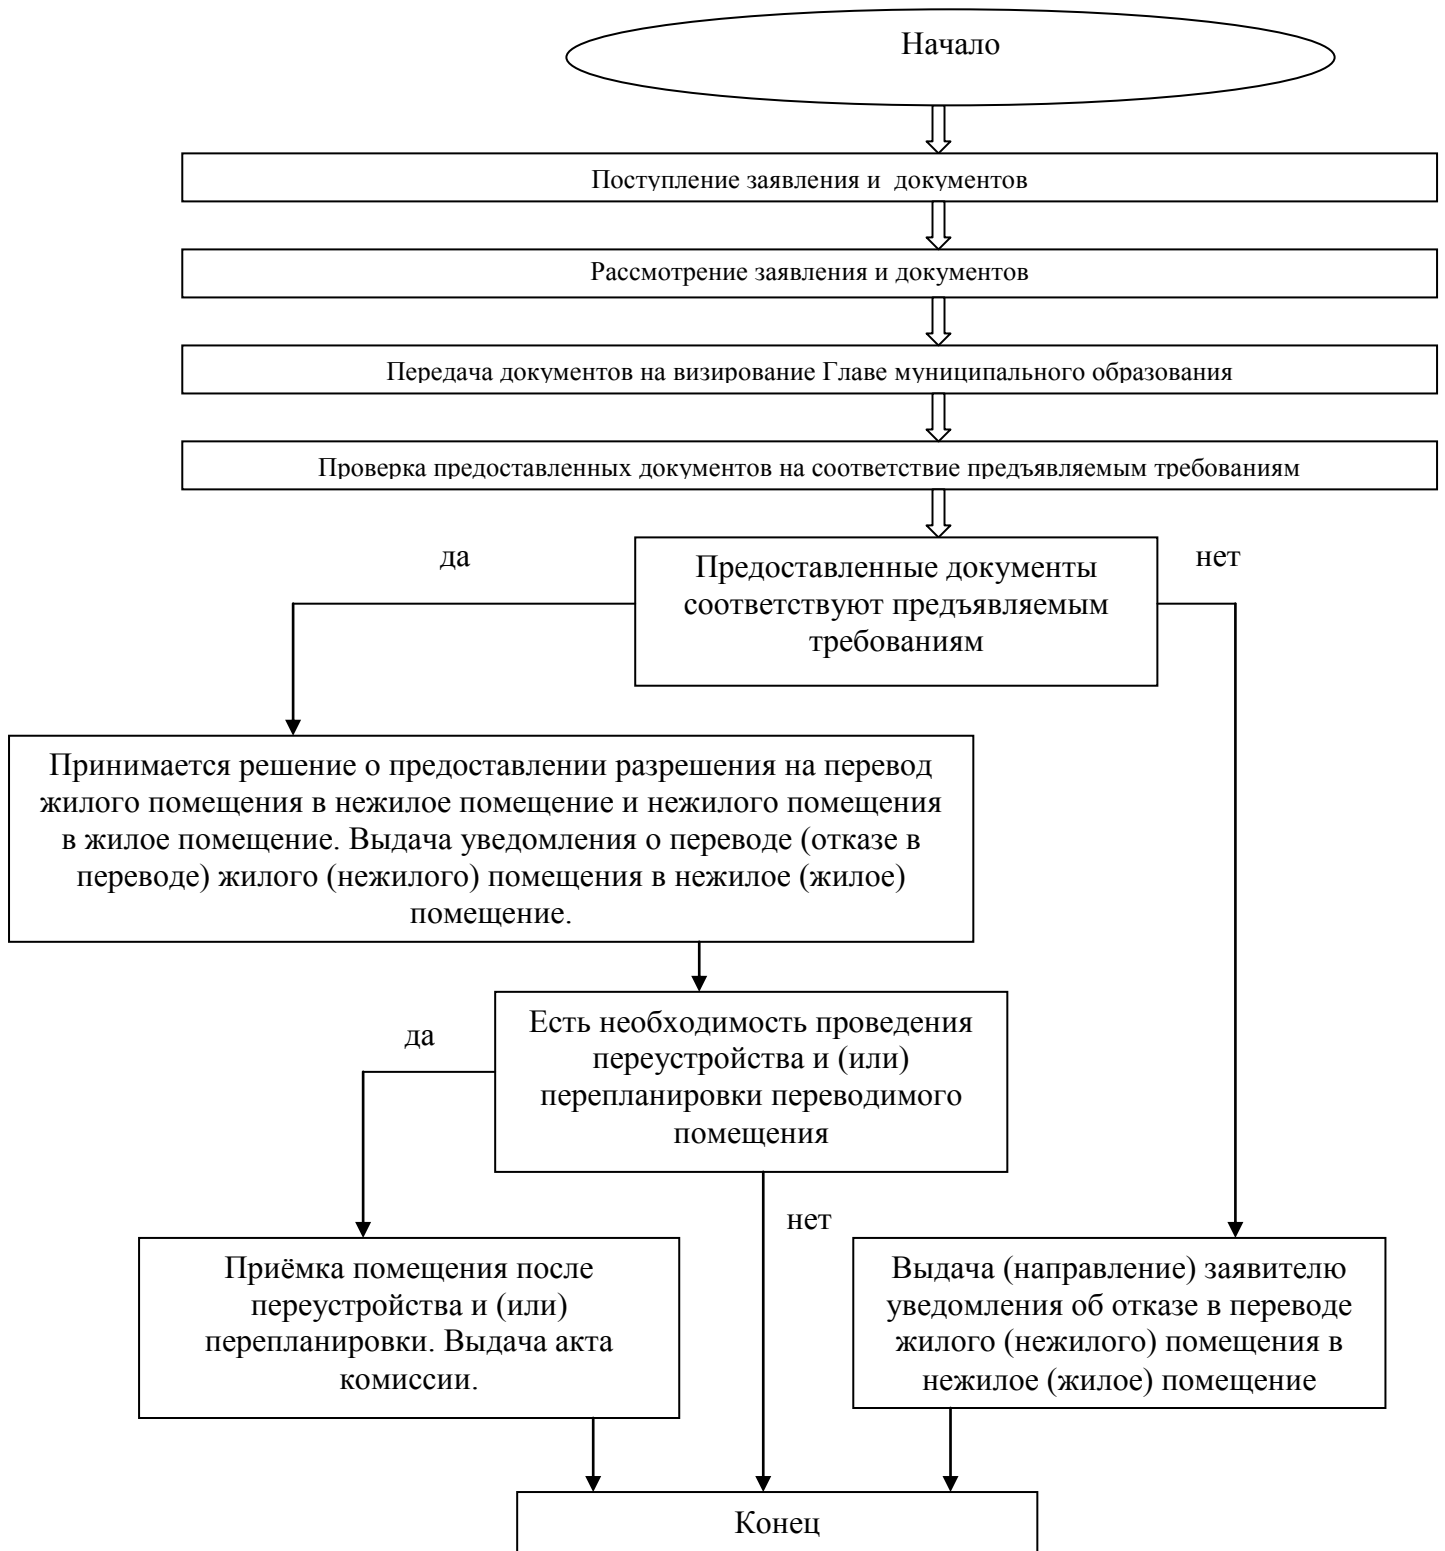 Начало
Поступление заявления и документов
Рассмотрение заявления и документов
Передача документов на визирование Главе муниципального образования
Проверка предоставленных документов на соответствие предъявляемым требованиям
да
нет
Предоставленные документы
соответствуют предъявляемым
требованиям
Принимается решение о предоставлении разрешения на перевод
жилого помещения в нежилое помещение и нежилого помещения
в жилое помещение. Выдача уведомления о переводе (отказе в
переводе) жилого (нежилого) помещения в нежилое (жилое)
помещение.
да
Есть необходимость проведения
переустройства и (или)
перепланировки переводимого
помещения
нет
Приёмка помещения после
переустройства и (или)
перепланировки. Выдача акта
комиссии.
Выдача (направление) заявителю
уведомления об отказе в переводе
жилого (нежилого) помещения в
нежилое (жилое) помещение
Конец